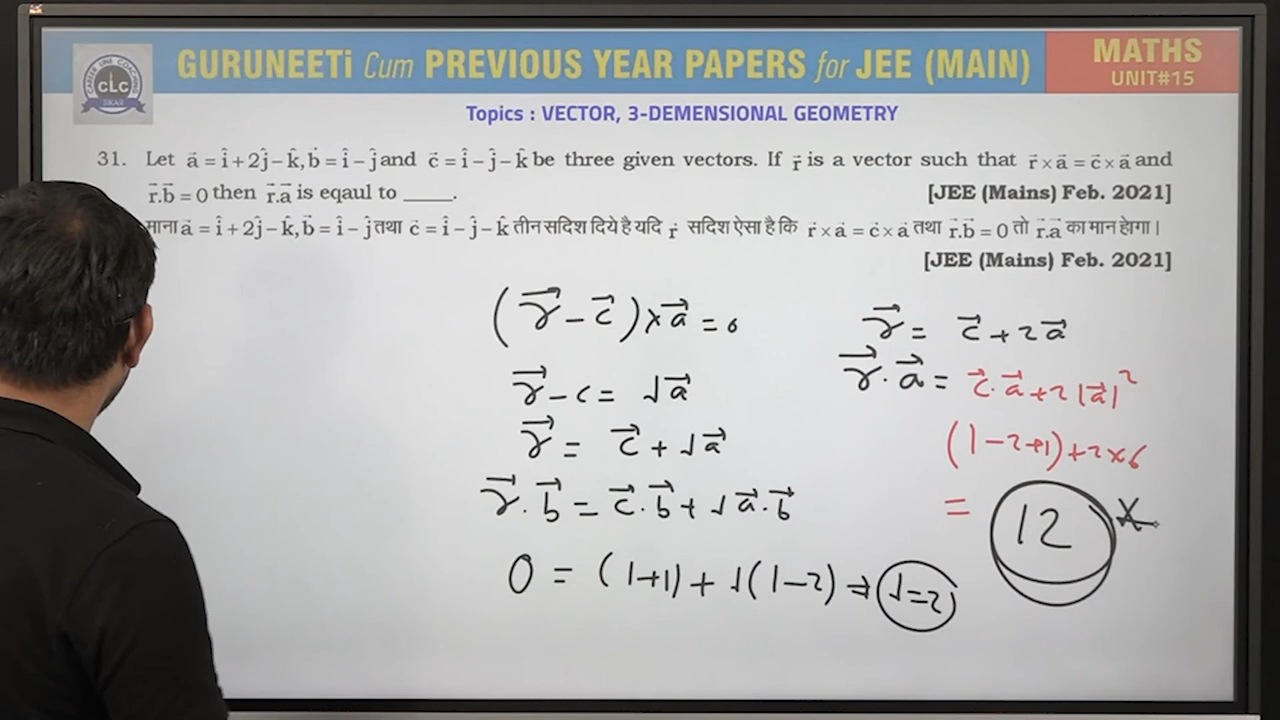 CLC
SIKAR
GURUNEETi Cum PREVIOUS YEAR PAPERS for JEE (MAIN)
MATHS
UNIT#15
Topics : VECTOR, 3-DEMENSIONAL GEOMETRY
31. Let a⃗ = î + 2ĵ − k̂, b⃗ = î − ĵ and c⃗ = î − ĵ − k̂ be three given vectors. If r⃗ is a vector such that r⃗ × a⃗ = c⃗ × a⃗ and
r⃗.b⃗ = 0 then r⃗.a⃗ is eqaul to ____. [JEE (Mains) Feb. 2021]
माना a⃗ = î + 2ĵ − k̂, b⃗ = î − ĵ तथा c⃗ = î − ĵ − k̂ तीन सदिश दिये है यदि r⃗ सदिश ऐसा है कि r⃗ × a⃗ = c⃗ × a⃗ तथा r⃗.b⃗ = 0 तो r⃗.a⃗ का मान होगा।
[JEE (Mains) Feb. 2021]
(r⃗ − c⃗) × a⃗ = 0
r⃗ − c = λa⃗
r⃗ = c⃗ + λa⃗
r⃗.b⃗ = c⃗.b⃗ + λa⃗.b⃗
0 = (1+1) + λ(1−2) ⇒ λ=2
r⃗ = c⃗ + 2a⃗
r⃗.a⃗ = c⃗.a⃗ + 2|a⃗|²
(1−2+1) + 2×6
= 12